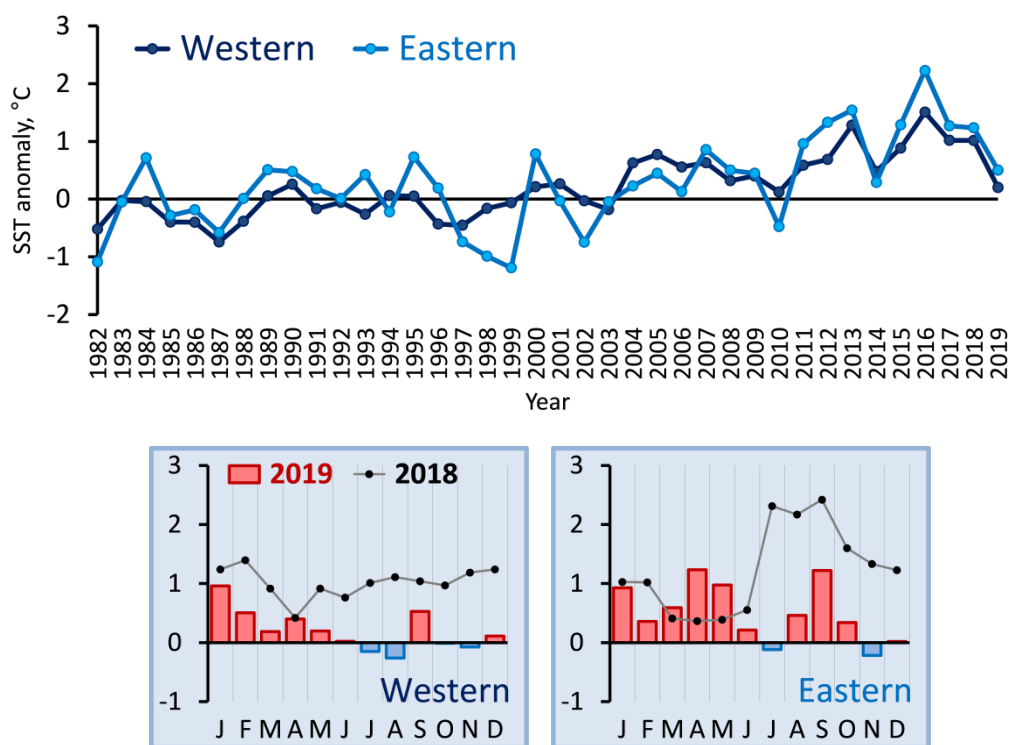 3
Western Eastern
2
1
0
-1
-2
SST anomaly, °C
1982 1983 1984 1985 1986 1987 1988 1989 1990 1991 1992 1993 1994 1995 1996 1997 1998 1999 2000 2001 2002 2003 2004 2005 2006 2007 2008 2009 2010 2011 2012 2013 2014 2015 2016 2017 2018 2019
Year
3
2019 2018
2
1
0
-1
Western
J F M A M J J A S O N D
3
2
1
0
-1
Eastern
J F M A M J J A S O N D